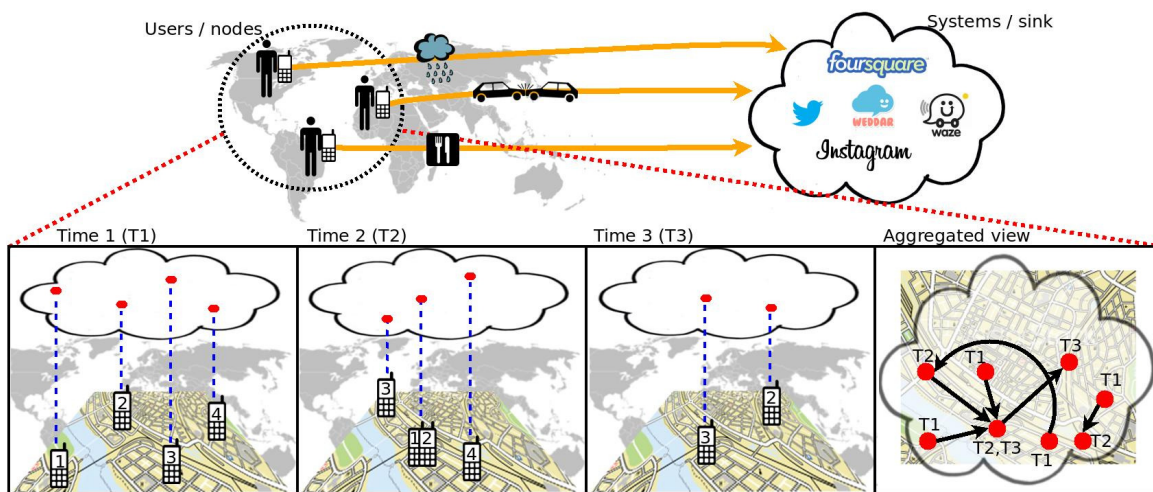 Users / nodes
Systems / sink
foursquare
WEDDAR
waze
Instagram
Time 1 (T1)
Time 2 (T2)
Time 3 (T3)
Aggregated view
1
2
3
4
3
1 2
4
3
2
T2
T1
T3
T1
T1
T2,T3
T1
T2